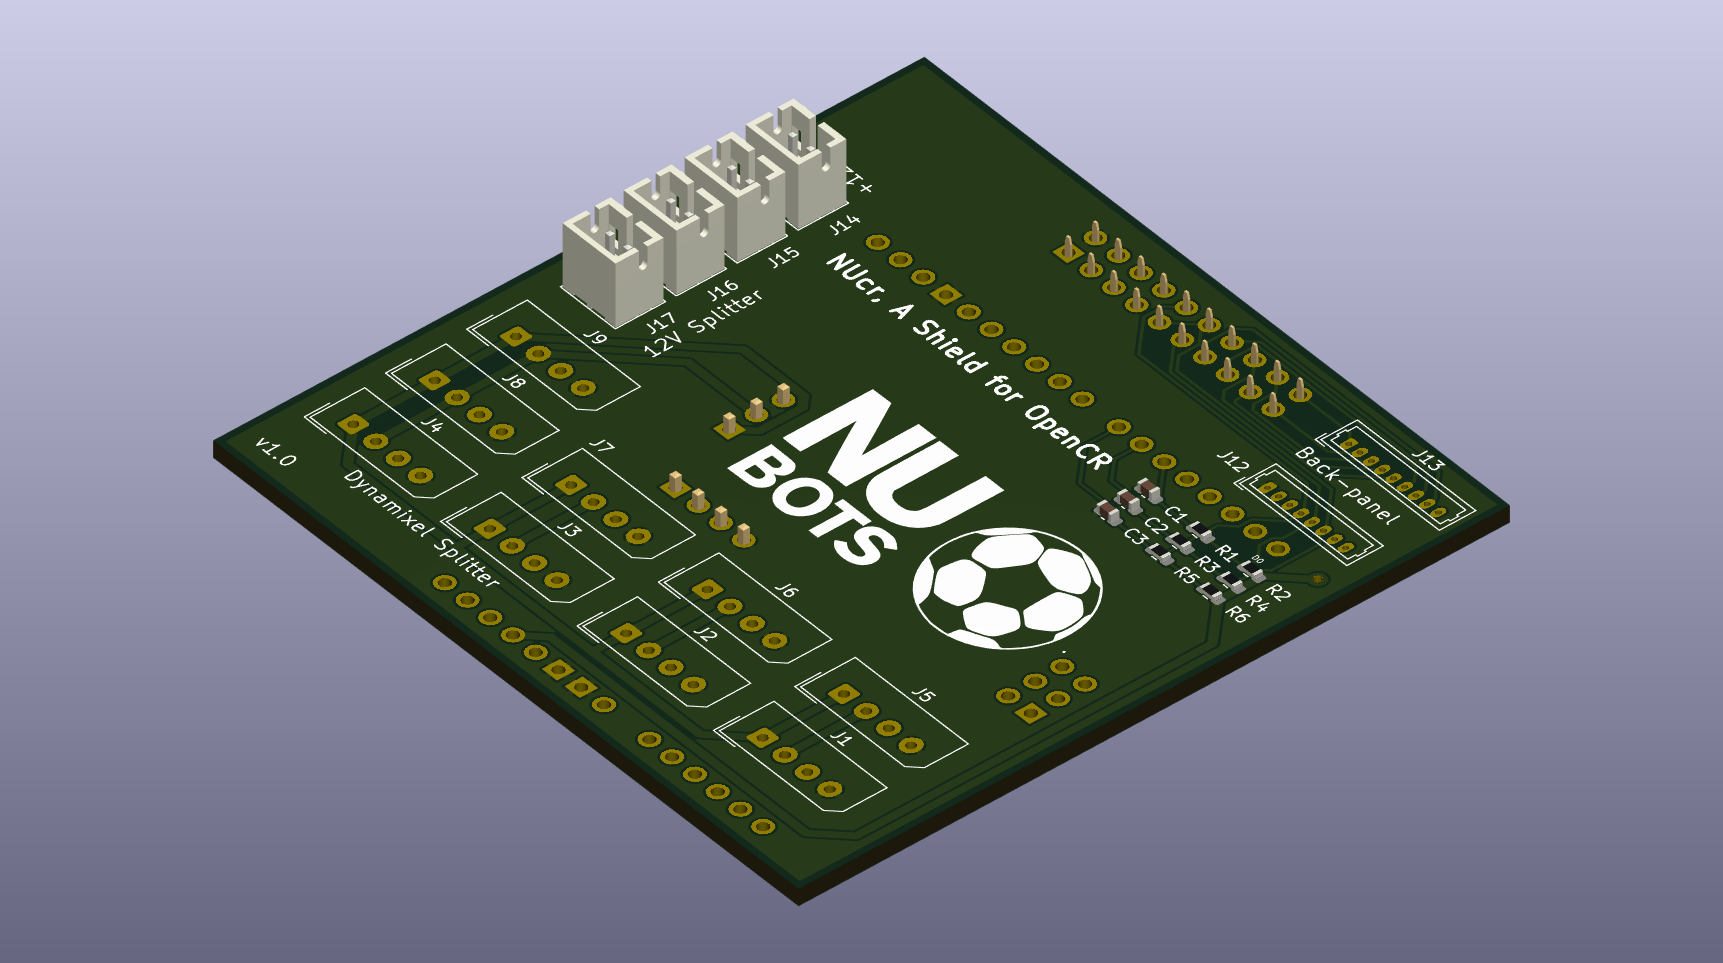 +12
J14
J15
J16
J17
12V Splitter
NUcr, A Shield for OpenCR
J9
J8
J4
v1.0
Dynamixel Splitter
J7
J3
J6
J2
J5
J1
NU
BOTS
J13
J12
Back-panel
C1
C2
C3
R1
R3
R5
R2
R4
R6